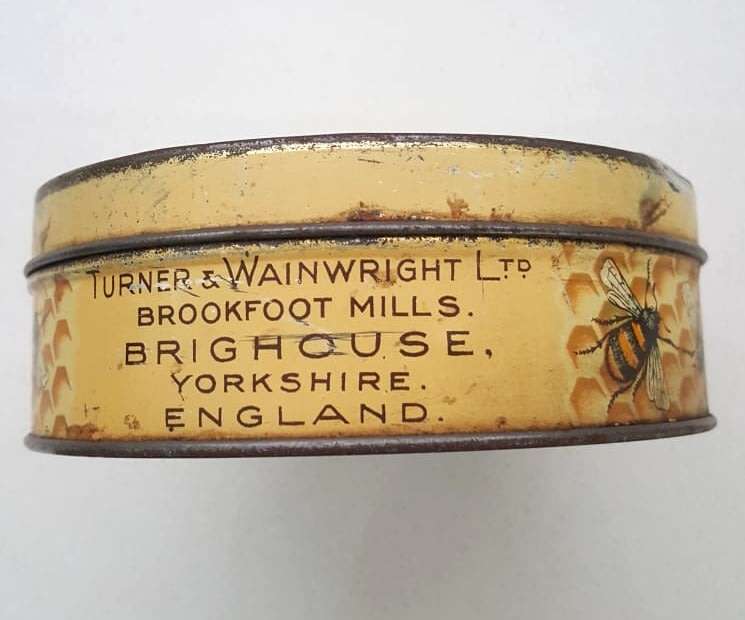 TURNER & WAINWRIGHT LTD
BROOKFOOT MILLS.
BRIGHOUSE,
YORKSHIRE.
ENGLAND.